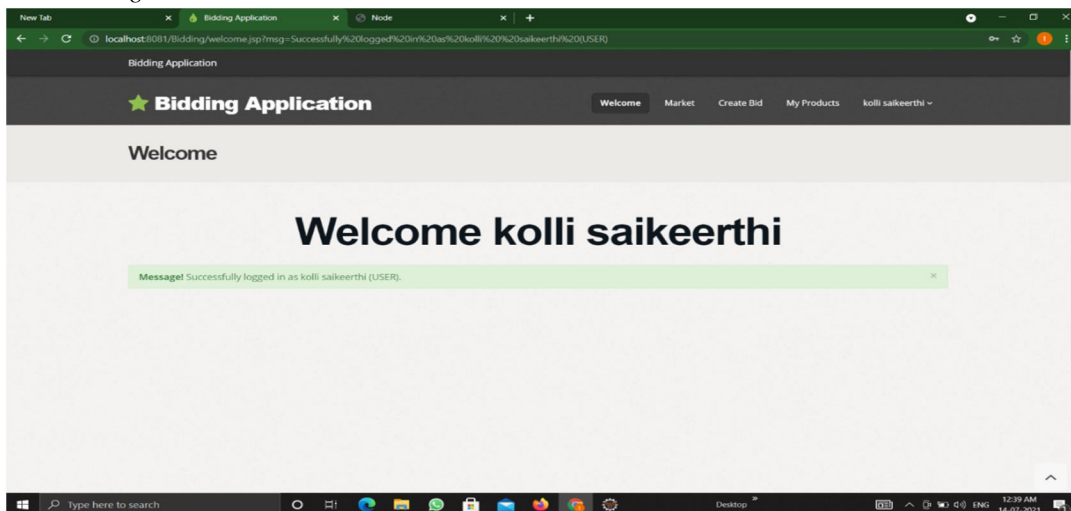 New Tab Bidding Application Node
localhost:8081/Bidding/welcome.jsp?msg=Successfully%20logged%20in%20as%20kolli%20%20saikeerthi%20(USER)
Bidding Application
Bidding Application Welcome Market Create Bid My Products kolli saikeerthi
Welcome
Welcome kolli saikeerthi
Message! Successfully logged in as kolli saikeerthi (USER).
Type here to search Desktop ENG 12:39 AM
14-07-2021